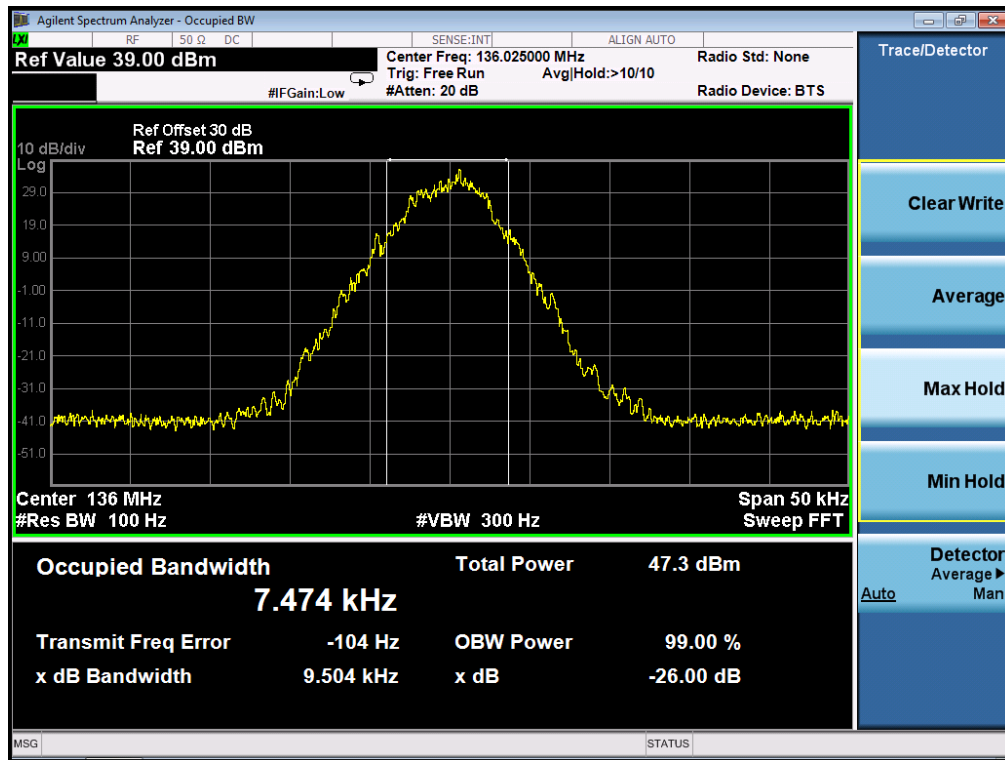 Agilent Spectrum Analyzer - Occupied BW
LXI RF 50 Ω DC SENSE:INT ALIGN AUTO
Ref Value 39.00 dBm
Center Freq: 136.025000 MHz Radio Std: None
Trig: Free Run Avg|Hold:>10/10
#IFGain:Low #Atten: 20 dB Radio Device: BTS
Ref Offset 30 dB
10 dB/div Ref 39.00 dBm
Log
29.0
19.0
9.00
-1.00
-11.0
-21.0
-31.0
-41.0
-51.0
Center 136 MHz Span 50 kHz
#Res BW 100 Hz #VBW 300 Hz Sweep FFT
Occupied Bandwidth Total Power 47.3 dBm
7.474 kHz
Transmit Freq Error -104 Hz OBW Power 99.00 %
x dB Bandwidth 9.504 kHz x dB -26.00 dB
MSG STATUS
Trace/Detector
Clear Write
Average
Max Hold
Min Hold
Detector
Average
Auto Man